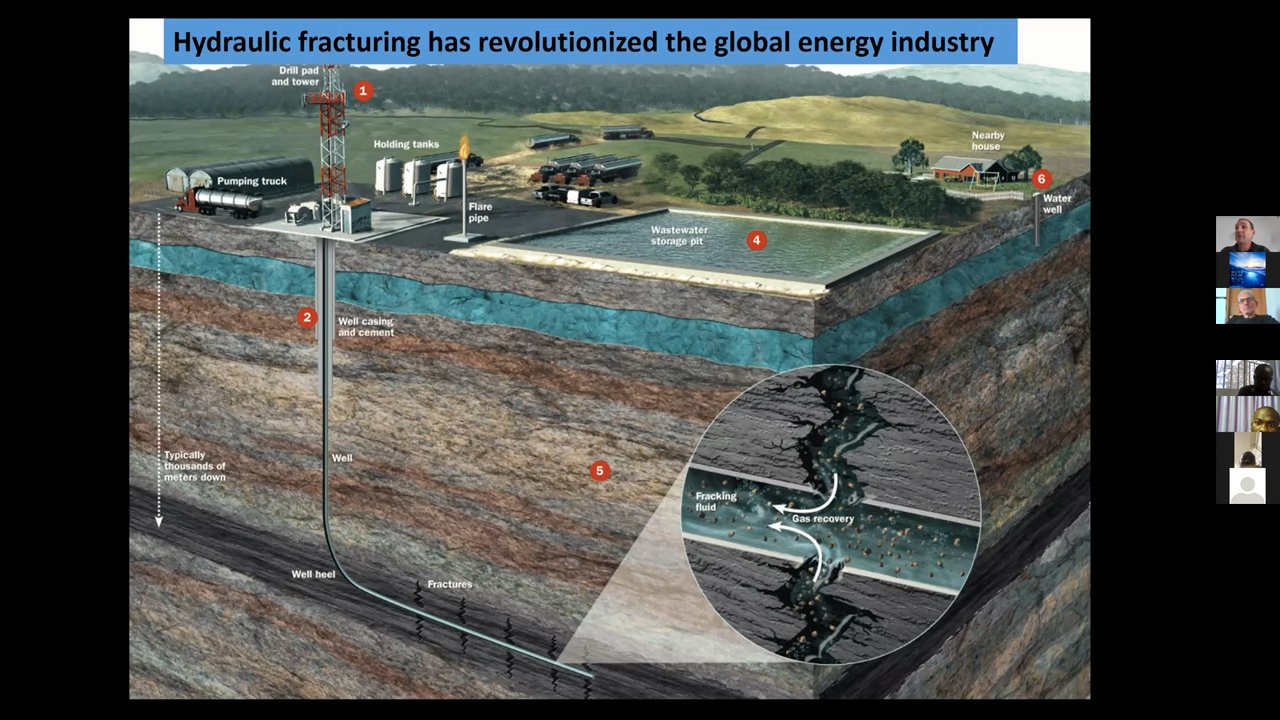 Hydraulic fracturing has revolutionized the global energy industry
Drill pad
and tower
1
Holding tanks
Nearby
house
Pumping truck
6
Water
well
Flare
pipe
Wastewater
storage pit
4
2
Well casing
and cement
Typically
thousands of
meters down
Well
5
Fracking
fluid
Gas recovery
Well heel
Fractures